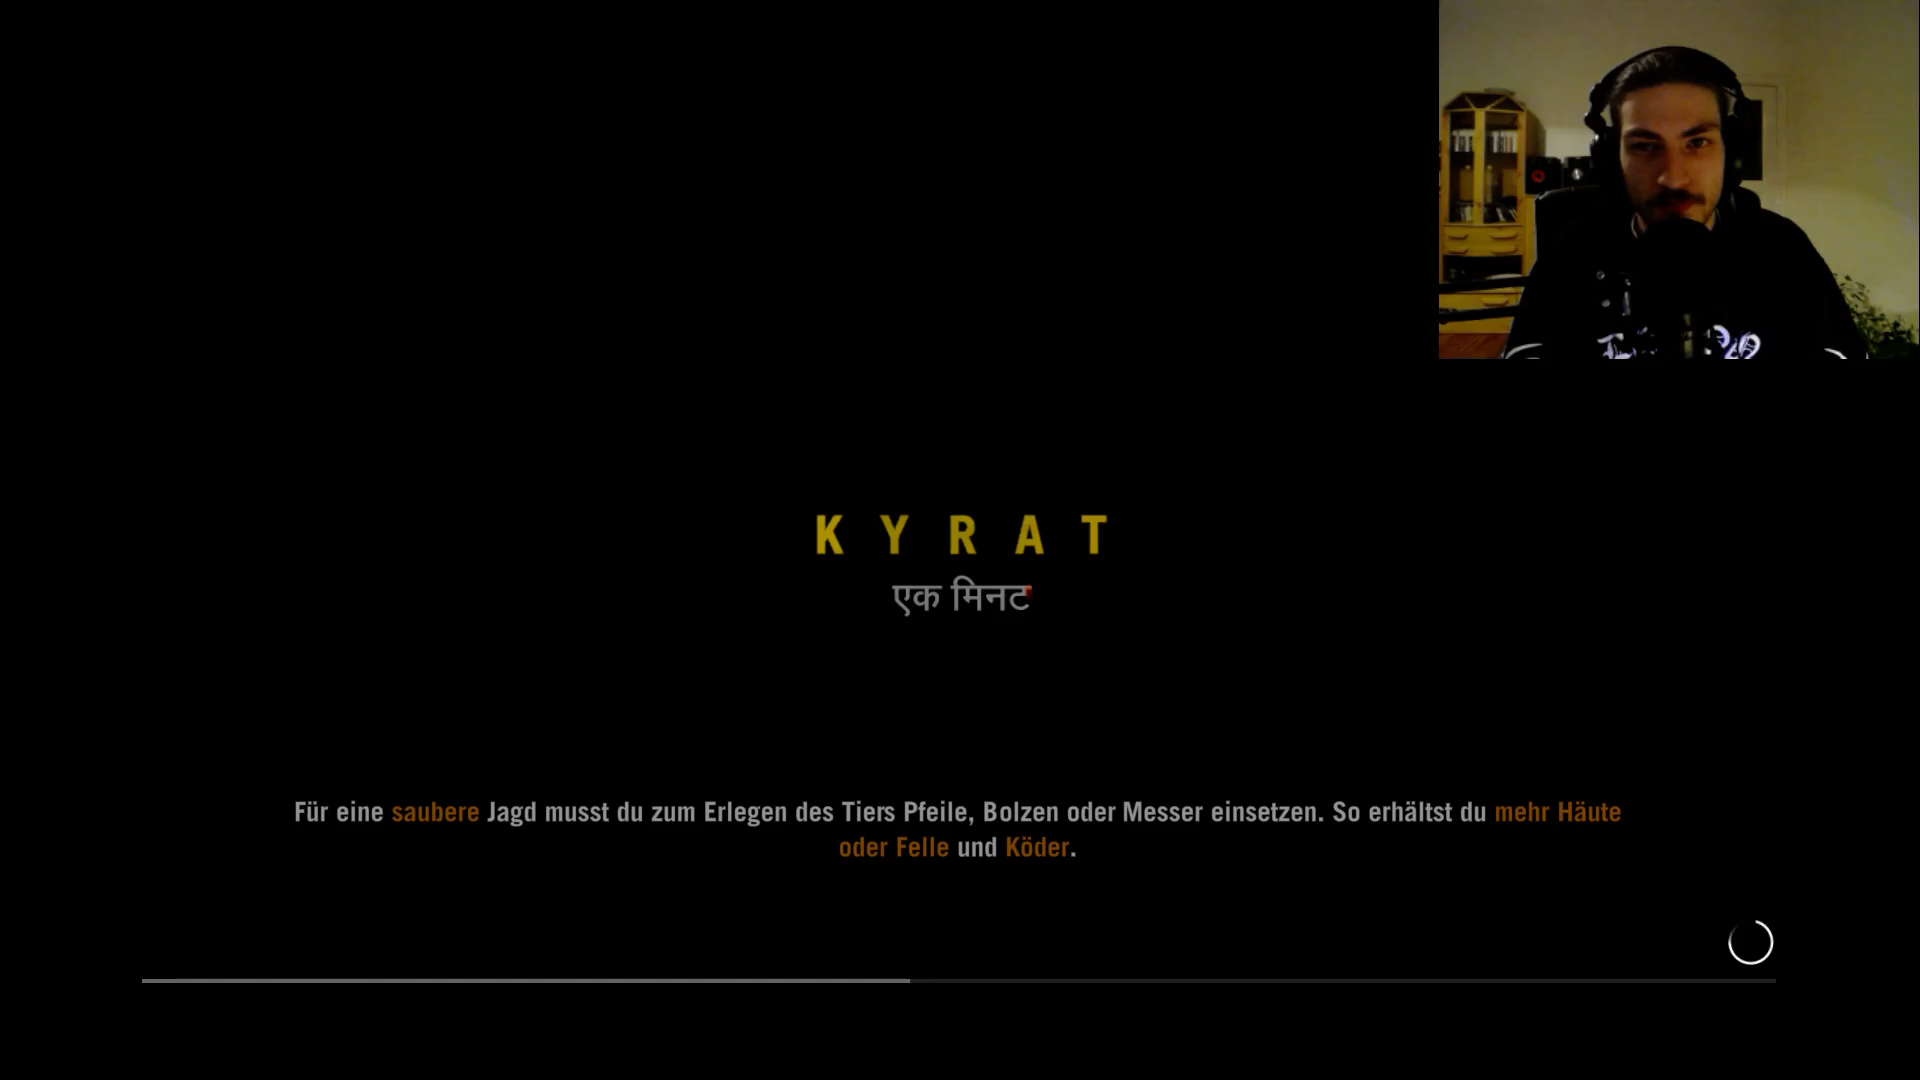 KYRAT
एक मिनट
Für eine saubere Jagd musst du zum Erlegen des Tiers Pfeile, Bolzen oder Messer einsetzen. So erhältst du mehr Häute
oder Felle und Köder.